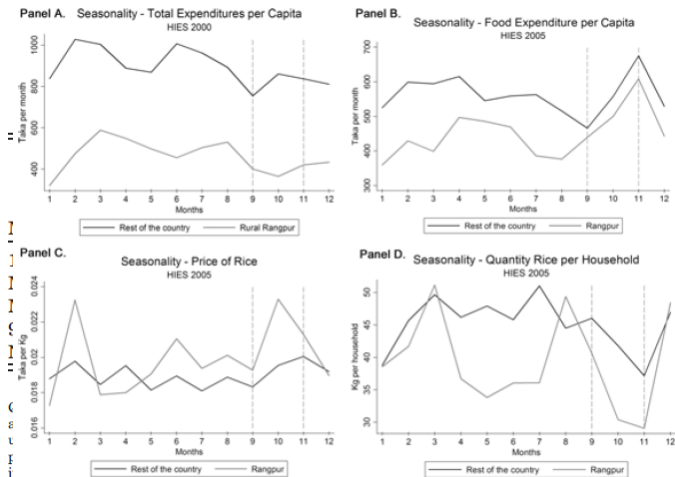 Panel A.
Seasonality - Total Expenditures per Capita
HIES 2000
Taka per month
1000
800
600
400
1 2 3 4 5 6 7 8 9 10 11 12
Months
Rest of the country Rural Rangpur
Panel B.
Seasonality - Food Expenditure per Capita
HIES 2005
Taka per month
700
600
500
400
300
1 2 3 4 5 6 7 8 9 10 11 12
Months
Rest of the country Rangpur
Panel C.
Seasonality - Price of Rice
HIES 2005
Taka per Kg
0.024
0.022
0.02
0.018
0.016
1 2 3 4 5 6 7 8 9 10 11 12
Months
Rest of the country Rangpur
Panel D.
Seasonality - Quantity Rice per Household
HIES 2005
Kg per household
50
45
40
35
30
1 2 3 4 5 6 7 8 9 10 11 12
Months
Rest of the country Rangpur